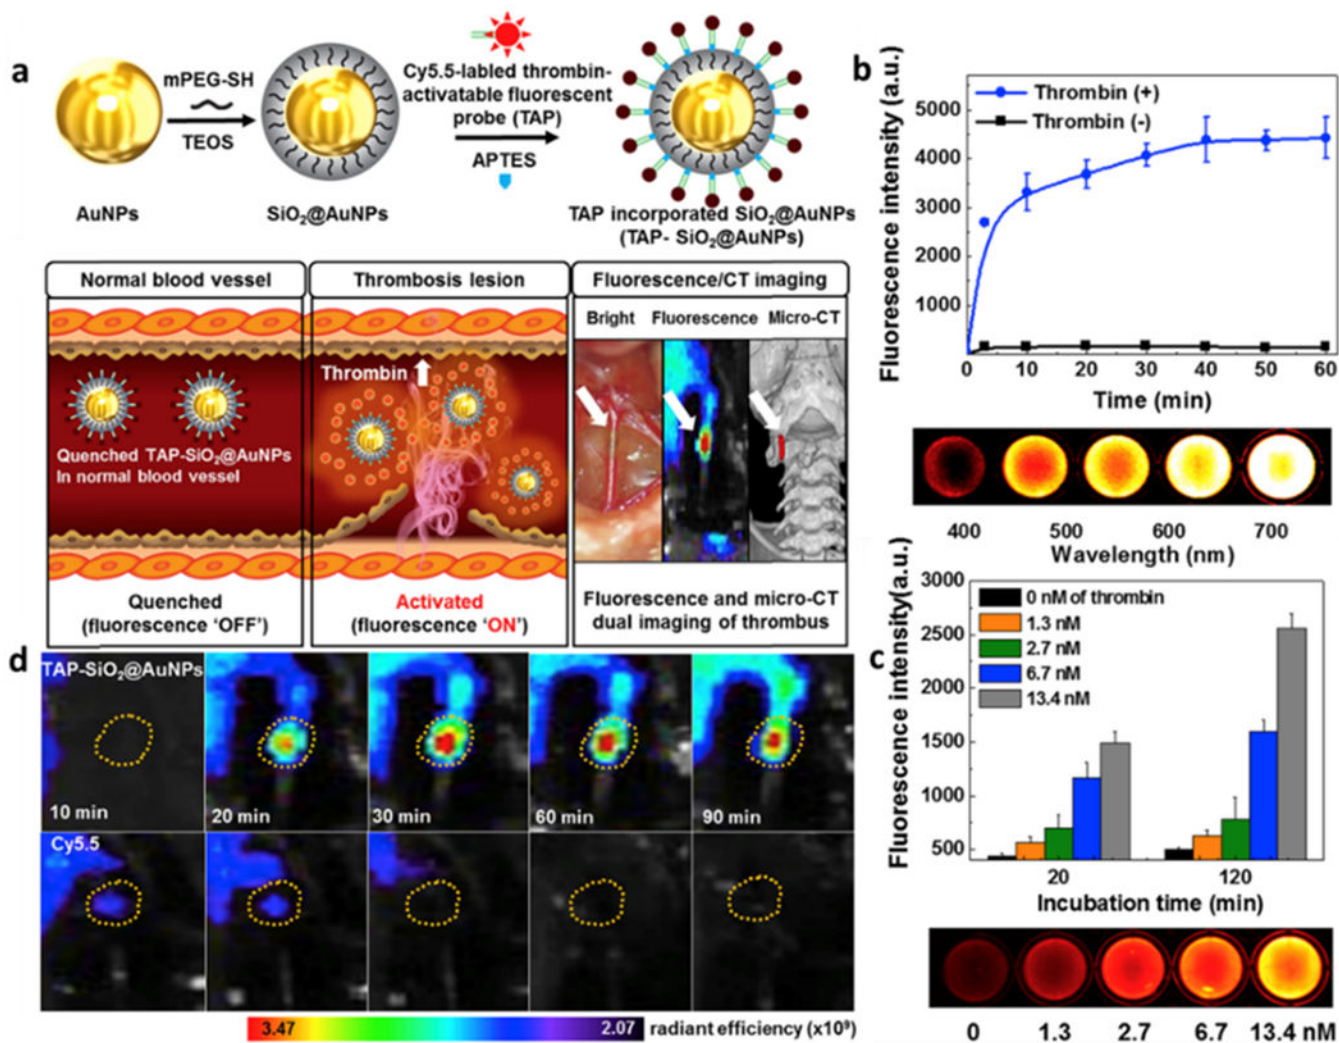 a
AuNPs
mPEG-SH
TEOS
SiO₂@AuNPs
Cy5.5-labled thrombin-
activatable fluorescent
probe (TAP)
APTES
TAP incorporated SiO₂@AuNPs
(TAP- SiO₂@AuNPs)
Normal blood vessel
Quenched TAP-SiO₂@AuNPs
In normal blood vessel
Quenched
(fluorescence ‘OFF’)
Thrombosis lesion
Thrombin
Activated
(fluorescence ‘ON’)
Fluorescence/CT imaging
Bright Fluorescence Micro-CT
Fluorescence and micro-CT
dual imaging of thrombus
b
Fluorescence intensity (a.u.)
5000
4000
3000
2000
1000
Thrombin (+)
Thrombin (-)
0 10 20 30 40 50 60
Time (min)
400 500 600 700
Wavelength (nm)
c
Fluorescence intensity(a.u.)
3000
2500
2000
1500
1000
500
0 nM of thrombin
1.3 nM
2.7 nM
6.7 nM
13.4 nM
20 120
Incubation time (min)
0 1.3 2.7 6.7 13.4 nM
d
TAP-SiO₂@AuNPs
10 min 20 min 30 min 60 min 90 min
Cy5.5
3.47 2.07 radiant efficiency (x10⁹)